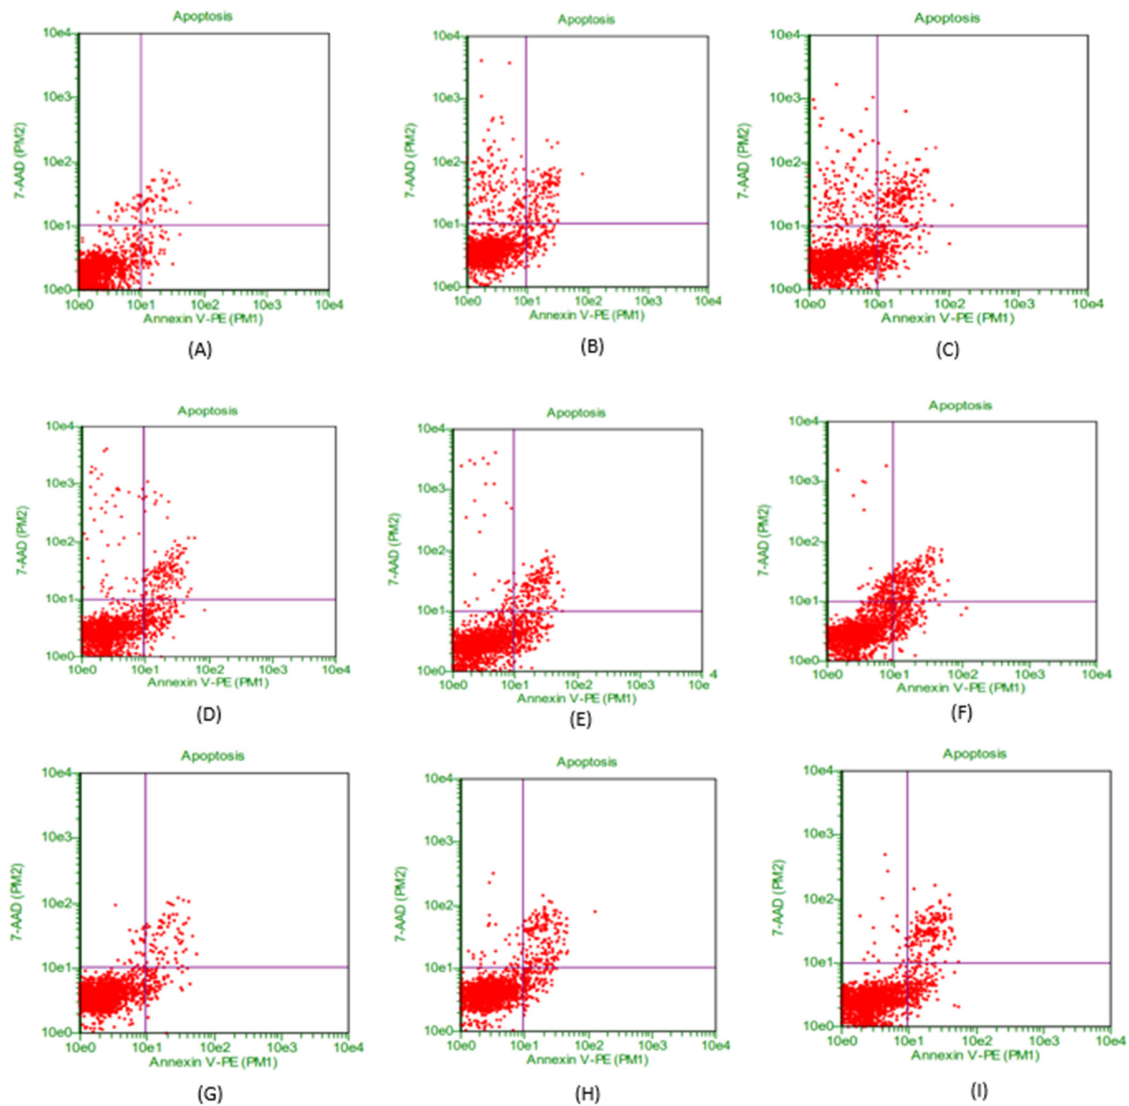 Apoptosis
10e4
10e3
10e2
10e1
10e0
7-AAD (PM2)
10e0 10e1 10e2 10e3 10e4
Annexin V-PE (PM1)
(A)
Apoptosis
10e4
10e3
10e2
10e1
10e0
7-AAD (PM2)
10e0 10e1 10e2 10e3 10e4
Annexin V-PE (PM1)
(B)
Apoptosis
10e4
10e3
10e2
10e1
10e0
7-AAD (PM2)
10e0 10e1 10e2 10e3 10e4
Annexin V-PE (PM1)
(C)
Apoptosis
10e4
10e3
10e2
10e1
10e0
7-AAD (PM2)
10e0 10e1 10e2 10e3 10e4
Annexin V-PE (PM1)
(D)
Apoptosis
10e4
10e3
10e2
10e1
10e0
7-AAD (PM2)
10e0 10e1 10e2 10e3 10e 4
Annexin V-PE (PM1)
(E)
Apoptosis
10e4
10e3
10e2
10e1
10e0
7-AAD (PM2)
10e0 10e1 10e2 10e3 10e4
Annexin V-PE (PM1)
(F)
Apoptosis
10e4
10e3
10e2
10e1
10e0
7-AAD (PM2)
10e0 10e1 10e2 10e3 10e4
Annexin V-PE (PM1)
(G)
Apoptosis
10e4
10e3
10e2
10e1
10e0
7-AAD (PM2)
10e0 10e1 10e2 10e3 10e4
Annexin V-PE (PM1)
(H)
Apoptosis
10e4
10e3
10e2
10e1
10e0
7-AAD (PM2)
10e0 10e1 10e2 10e3 10e4
Annexin V-PE (PM1)
(I)